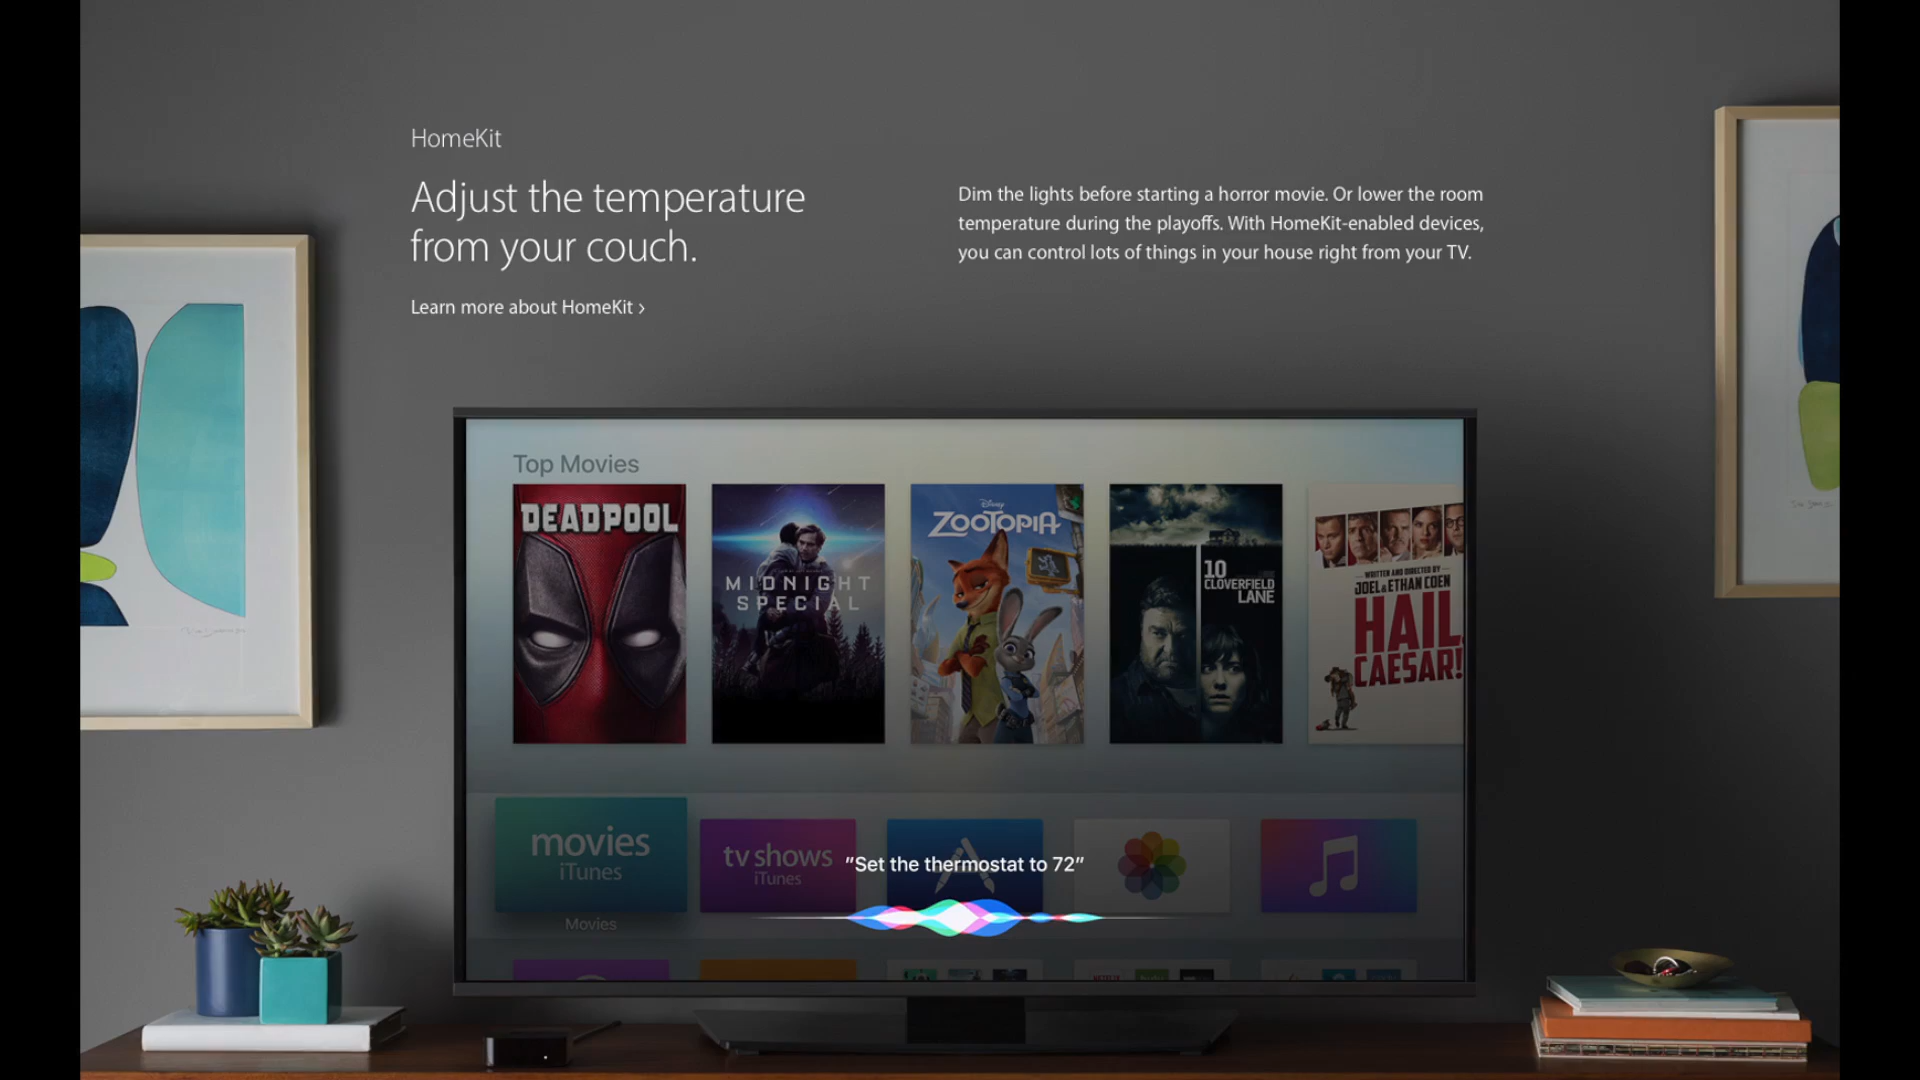 HomeKit
Adjust the temperature
from your couch.
Learn more about HomeKit ›
Dim the lights before starting a horror movie. Or lower the room
temperature during the playoffs. With HomeKit-enabled devices,
you can control lots of things in your house right from your TV.
Top Movies
DEADPOOL
MIDNIGHT
SPECIAL
Disney
ZOOTOPIA
10
CLOVERFIELD
LANE
WRITTEN AND DIRECTED BY
JOEL & ETHAN COEN
HAIL,
CAESAR!
movies
iTunes
tv shows
iTunes
"Set the thermostat to 72"
Movies